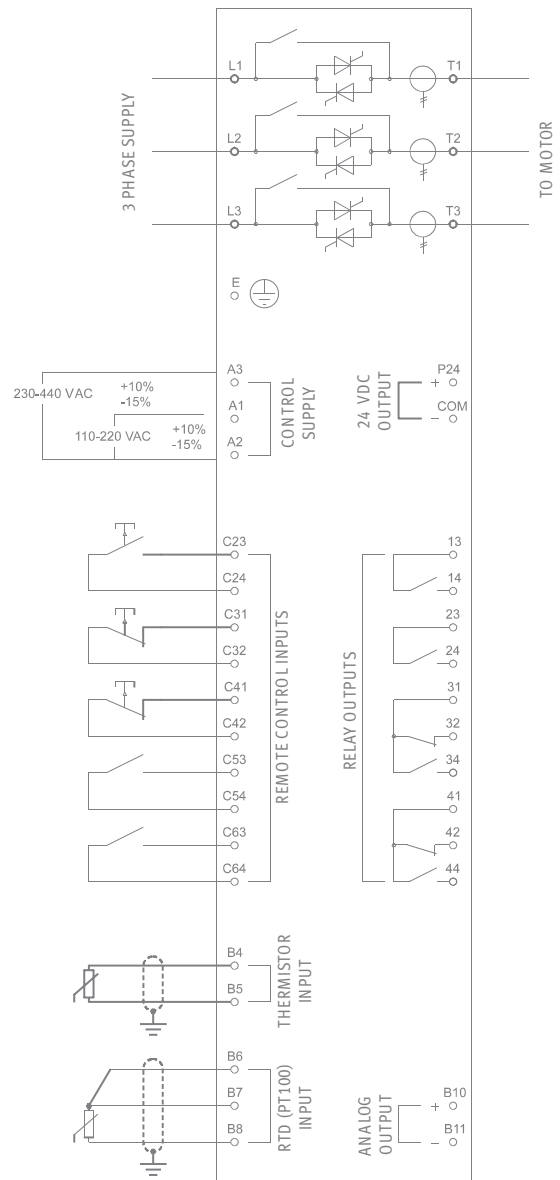 L1
T1
L2
T2
L3
T3
3 PHASE SUPPLY
TO MOTOR
E
A3
A1
A2
230-440 VAC
+10%
-15%
110-220 VAC
+10%
-15%
CONTROL
SUPPLY
24 VDC
OUTPUT
+
P24
-
COM
C23
C24
C31
C32
C41
C42
C53
C54
C63
C64
REMOTE CONTROL INPUTS
RELAY OUTPUTS
13
14
23
24
31
32
34
41
42
44
B4
B5
THERMISTOR
INPUT
B6
B7
B8
RTD (PT100)
INPUT
ANALOG
OUTPUT
+
B10
-
B11